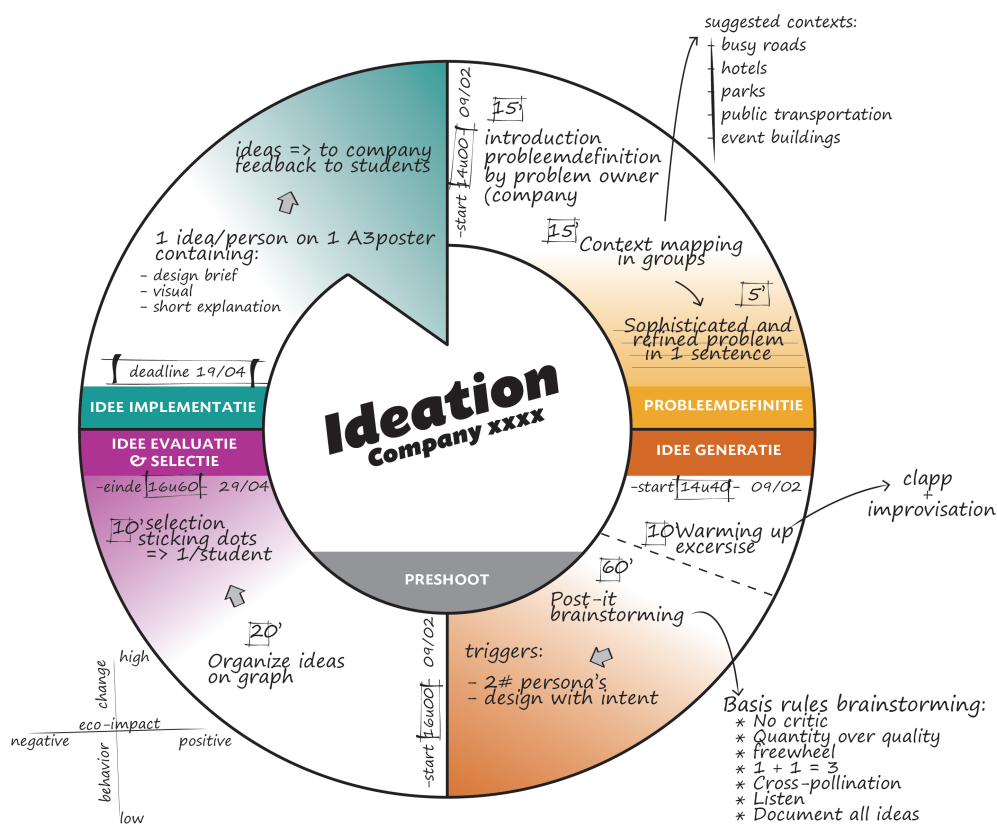 suggested contexts:
- busy roads
- hotels
- parks
- public transportation
- event buildings
-start 14u00- 09/02
15'
introduction
probleemdefinition
by problem owner
(company
15'
Context mapping
in groups
5'
Sophisticated and
refined problem
in 1 sentence
PROBLEEMDEFINITIE
IDEE GENERATIE
-start 14u40- 09/02
10'
Warming up
excersise
clapp
+
improvisation
60'
Post-it
brainstorming
triggers:
- 2# persona's
- design with intent
Basis rules brainstorming:
* No critic
* Quantity over quality
* freewheel
* 1 + 1 = 3
* Cross-pollination
* Listen
* Document all ideas
-start 16u00- 09/02
20'
Organize ideas
on graph
high
change
eco-impact
negative
positive
behavior
low
10'
selection
sticking dots
=> 1/student
-einde 16u60- 29/04
IDEE EVALUATIE
& SELECTIE
IDEE IMPLEMENTATIE
deadline 19/04
1 idea/person on 1 A3poster
containing:
- design brief
- visual
- short explanation
ideas => to company
feedback to students
Ideation
Company xxxx
PRESHOOT